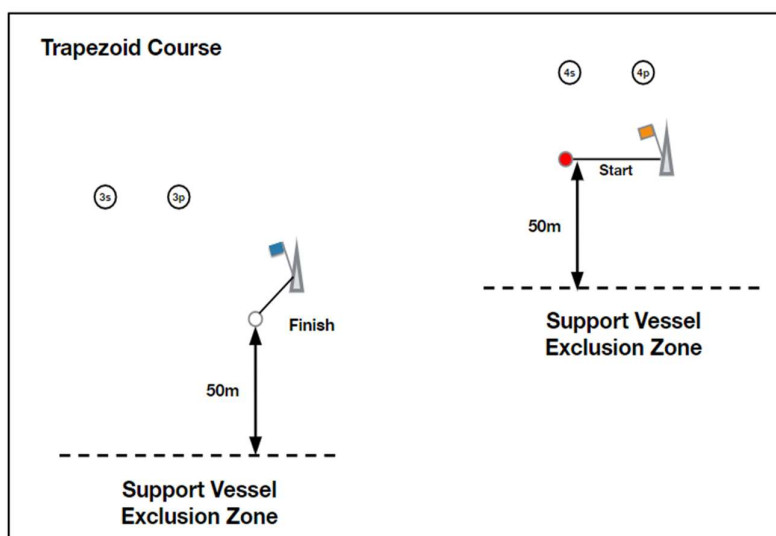 Trapezoid Course
4s
4p
Start
50m
Support Vessel
Exclusion Zone
3s
3p
Finish
50m
Support Vessel
Exclusion Zone